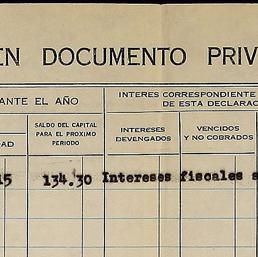 EN DOCUMENTO PRIV
ANTE EL AÑO
INTERES CORRESPONDIENTE
DE ESTA DECLARAC
SALDO DEL CAPITAL
PARA EL PROXIMO
PERIODO
INTERESES
DEVENGADOS
VENCIDOS
Y NO COBRADOS
DAD
15 134.30 Intereses fiscales s